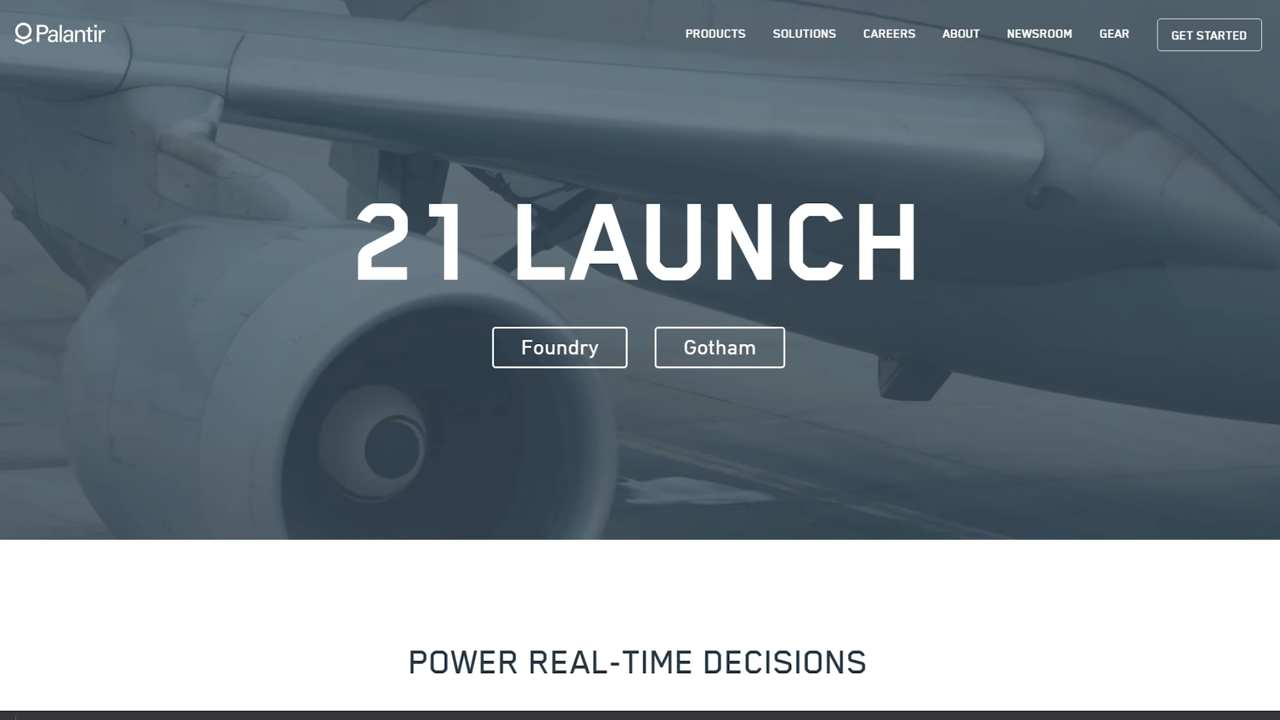 Palantir
PRODUCTS SOLUTIONS CAREERS ABOUT NEWSROOM GEAR GET STARTED
21 LAUNCH
Foundry Gotham
POWER REAL-TIME DECISIONS